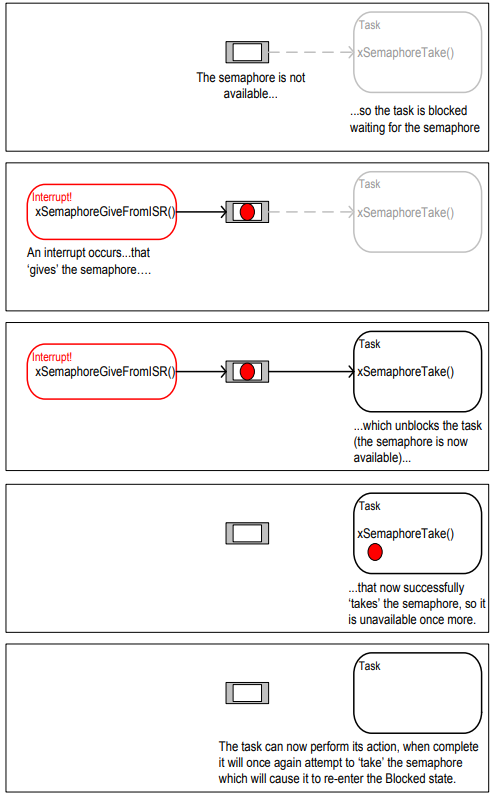 Task
xSemaphoreTake()
The semaphore is not
available...
...so the task is blocked
waiting for the semaphore
Interrupt!
xSemaphoreGiveFromISR()
Task
xSemaphoreTake()
An interrupt occurs...that
‘gives’ the semaphore….
Interrupt!
xSemaphoreGiveFromISR()
Task
xSemaphoreTake()
...which unblocks the task
(the semaphore is now
available)...
Task
xSemaphoreTake()
...that now successfully
‘takes’ the semaphore, so it
is unavailable once more.
Task
The task can now perform its action, when complete
it will once again attempt to ‘take’ the semaphore
which will cause it to re-enter the Blocked state.